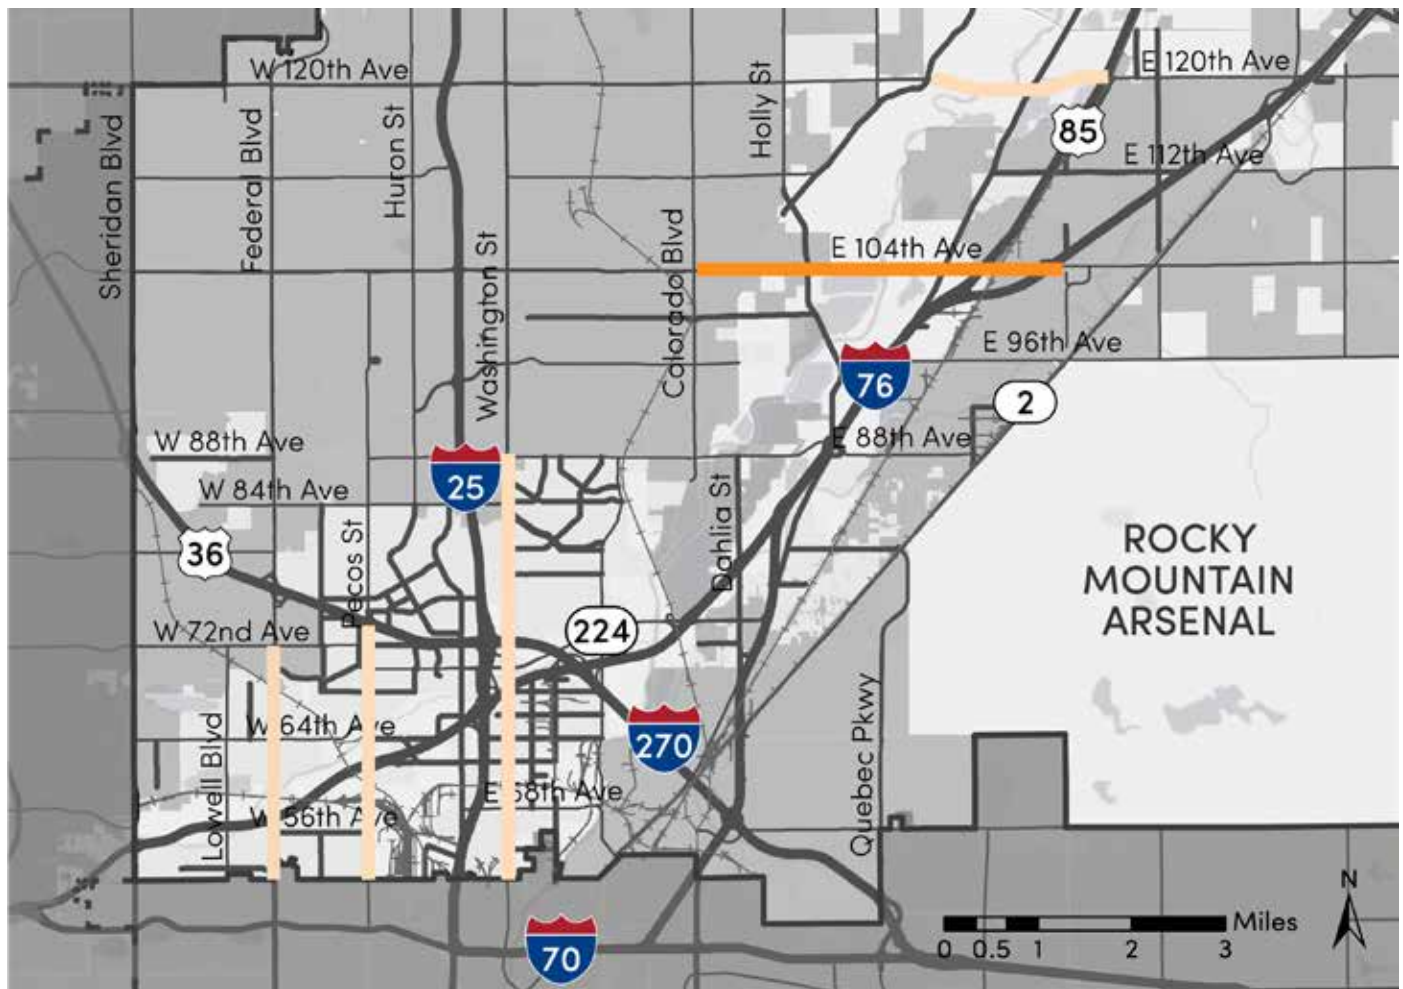 W 120th Ave
E 120th Ave
Holly St
85
Sheridan Blvd
Federal Blvd
Huron St
E 112th Ave
Washington St
Colorado Blvd
E 104th Ave
E 96th Ave
76
2
W 88th Ave
E 88th Ave
25
W 84th Ave
Dahlia St
36
Pecos St
ROCKY
MOUNTAIN
ARSENAL
W 72nd Ave
224
Lowell Blvd
W 64th Ave
270
Quebec Pkwy
E 58th Ave
W 56th Ave
N
Miles
0 0.5 1 2 3
70